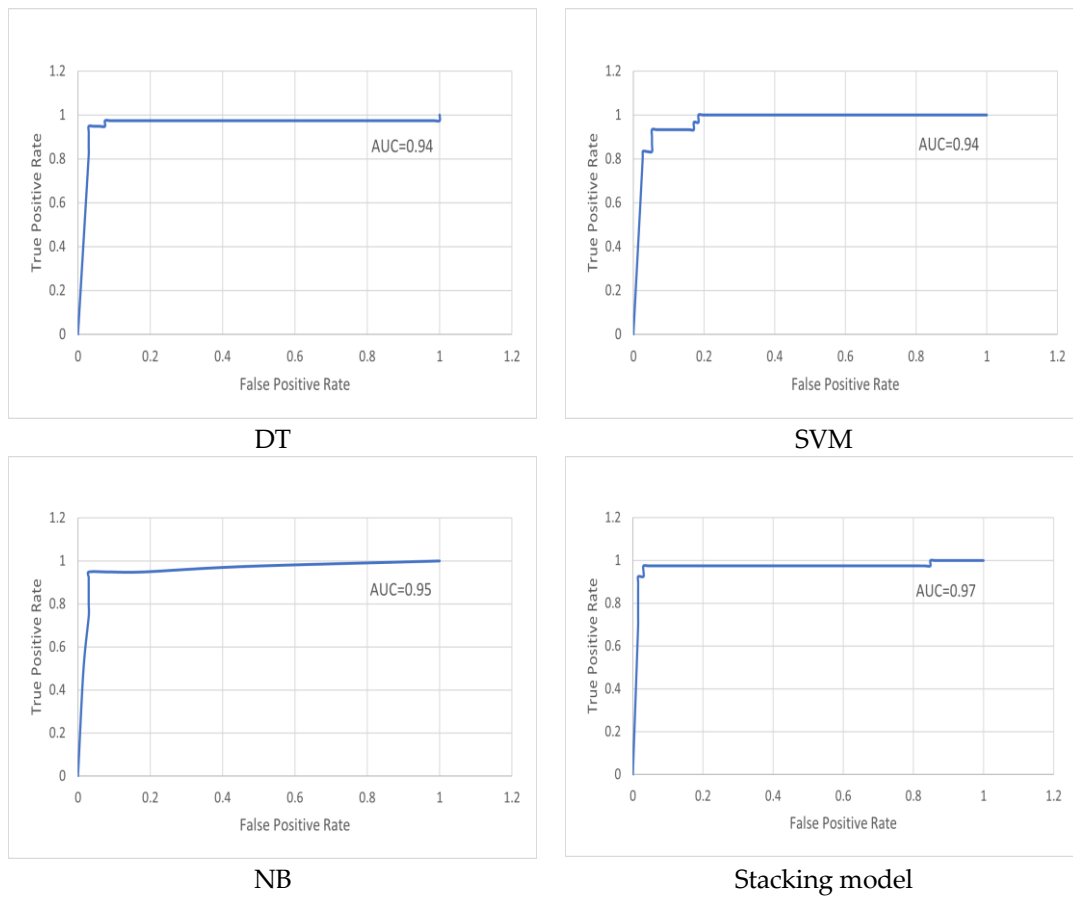 1.2
1
0.8
0.6
0.4
0.2
0
True Positive Rate
AUC=0.94
0 0.2 0.4 0.6 0.8 1 1.2
False Positive Rate
DT
1.2
1
0.8
0.6
0.4
0.2
0
True Positive Rate
AUC=0.94
0 0.2 0.4 0.6 0.8 1 1.2
False Positive Rate
SVM
1.2
1
0.8
0.6
0.4
0.2
0
True Positive Rate
AUC=0.95
0 0.2 0.4 0.6 0.8 1 1.2
False Positive Rate
NB
1.2
1
0.8
0.6
0.4
0.2
0
True Positive Rate
AUC=0.97
0 0.2 0.4 0.6 0.8 1 1.2
False Positive Rate
Stacking model